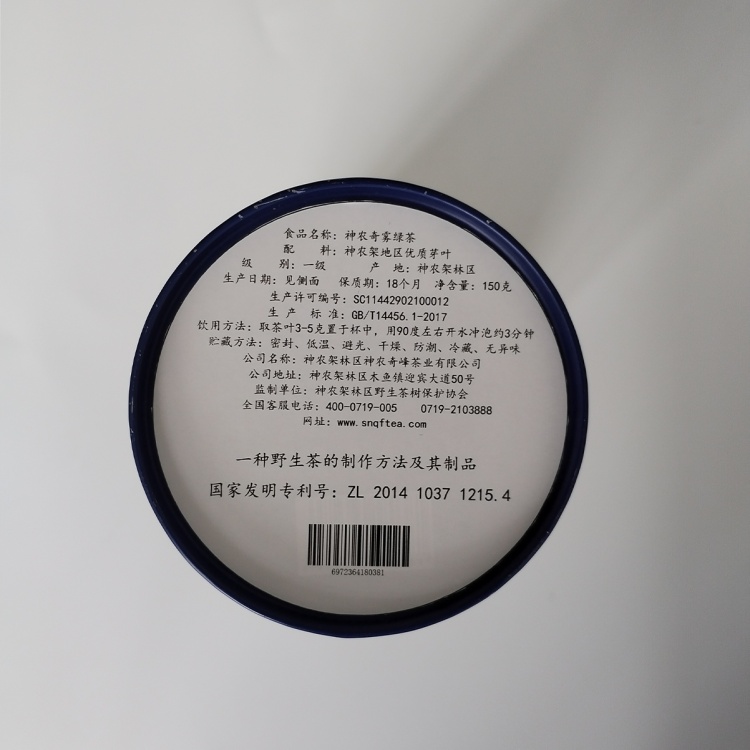 食品名称：神农奇雾绿茶
配　　料：神农架地区优质芽叶
级　　别：一级　　　产　地：神农架林区
生产日期：见侧面　保质期：18个月　净含量：150克
生产许可编号：SC11442902100012
生　产　标　准：GB/T14456.1-2017
饮用方法：取茶叶3-5克置于杯中，用90度左右开水冲泡约3分钟
贮藏方法：密封、低温、避光、干燥、防潮、冷藏、无异味
公司名称：神农架林区神农奇峰茶业有限公司
公司地址：神农架林区木鱼镇迎宾大道50号
监制单位：神农架林区野生茶树保护协会
全国客服电话：400-0719-005　0719-2103888
网址：www.snqftea.com
一种野生茶的制作方法及其制品
国家发明专利号：ZL 2014 1037 1215.4
6972364180381